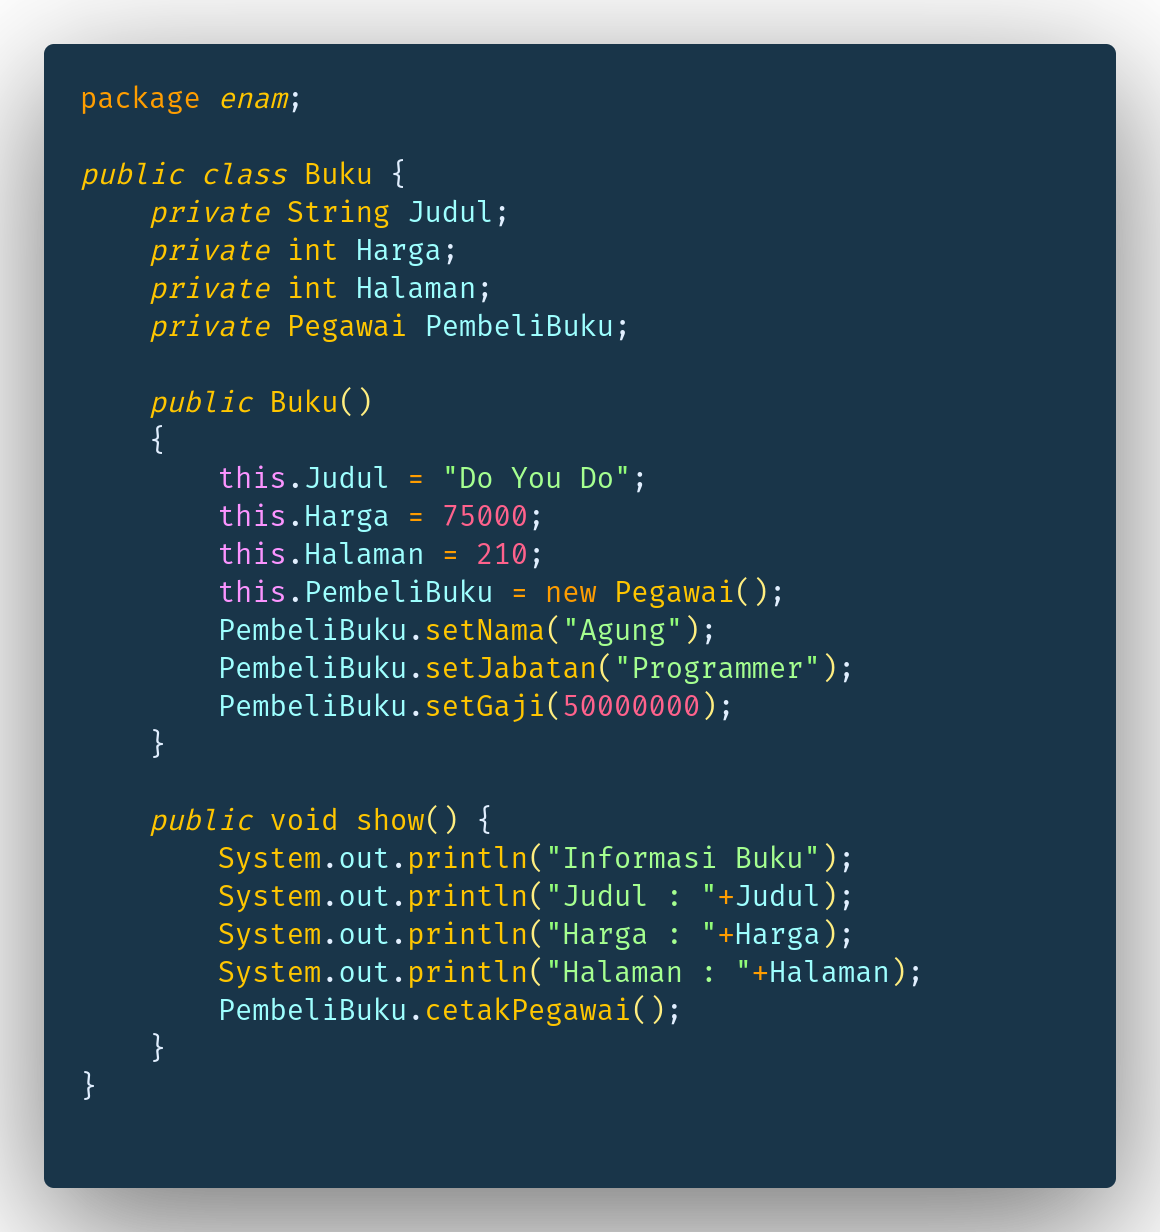 package enam;

public class Buku {
    private String Judul;
    private int Harga;
    private int Halaman;
    private Pegawai PembeliBuku;

    public Buku()
    {
        this.Judul = "Do You Do";
        this.Harga = 75000;
        this.Halaman = 210;
        this.PembeliBuku = new Pegawai();
        PembeliBuku.setNama("Agung");
        PembeliBuku.setJabatan("Programmer");
        PembeliBuku.setGaji(50000000);
    }

    public void show() {
        System.out.println("Informasi Buku");
        System.out.println("Judul : "+Judul);
        System.out.println("Harga : "+Harga);
        System.out.println("Halaman : "+Halaman);
        PembeliBuku.cetakPegawai();
    }
}